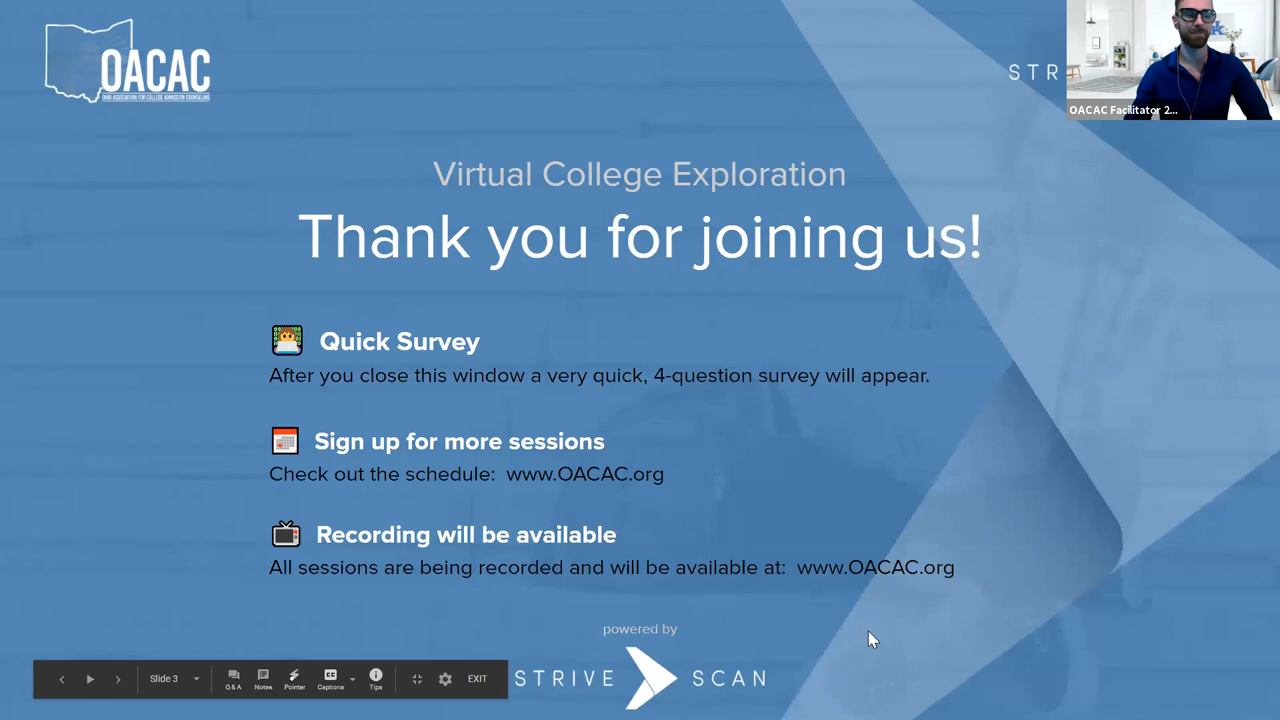 OACAC
OHIO ASSOCIATION FOR COLLEGE ADMISSION COUNSELING
STR
OACAC Facilitator 2...
Virtual College Exploration
Thank you for joining us!
Quick Survey
After you close this window a very quick, 4-question survey will appear.
Sign up for more sessions
Check out the schedule: www.OACAC.org
Recording will be available
All sessions are being recorded and will be available at: www.OACAC.org
powered by
STRIVE SCAN
Slide 3
Q & A
Notes
Pointer
Captions
Tips
EXIT